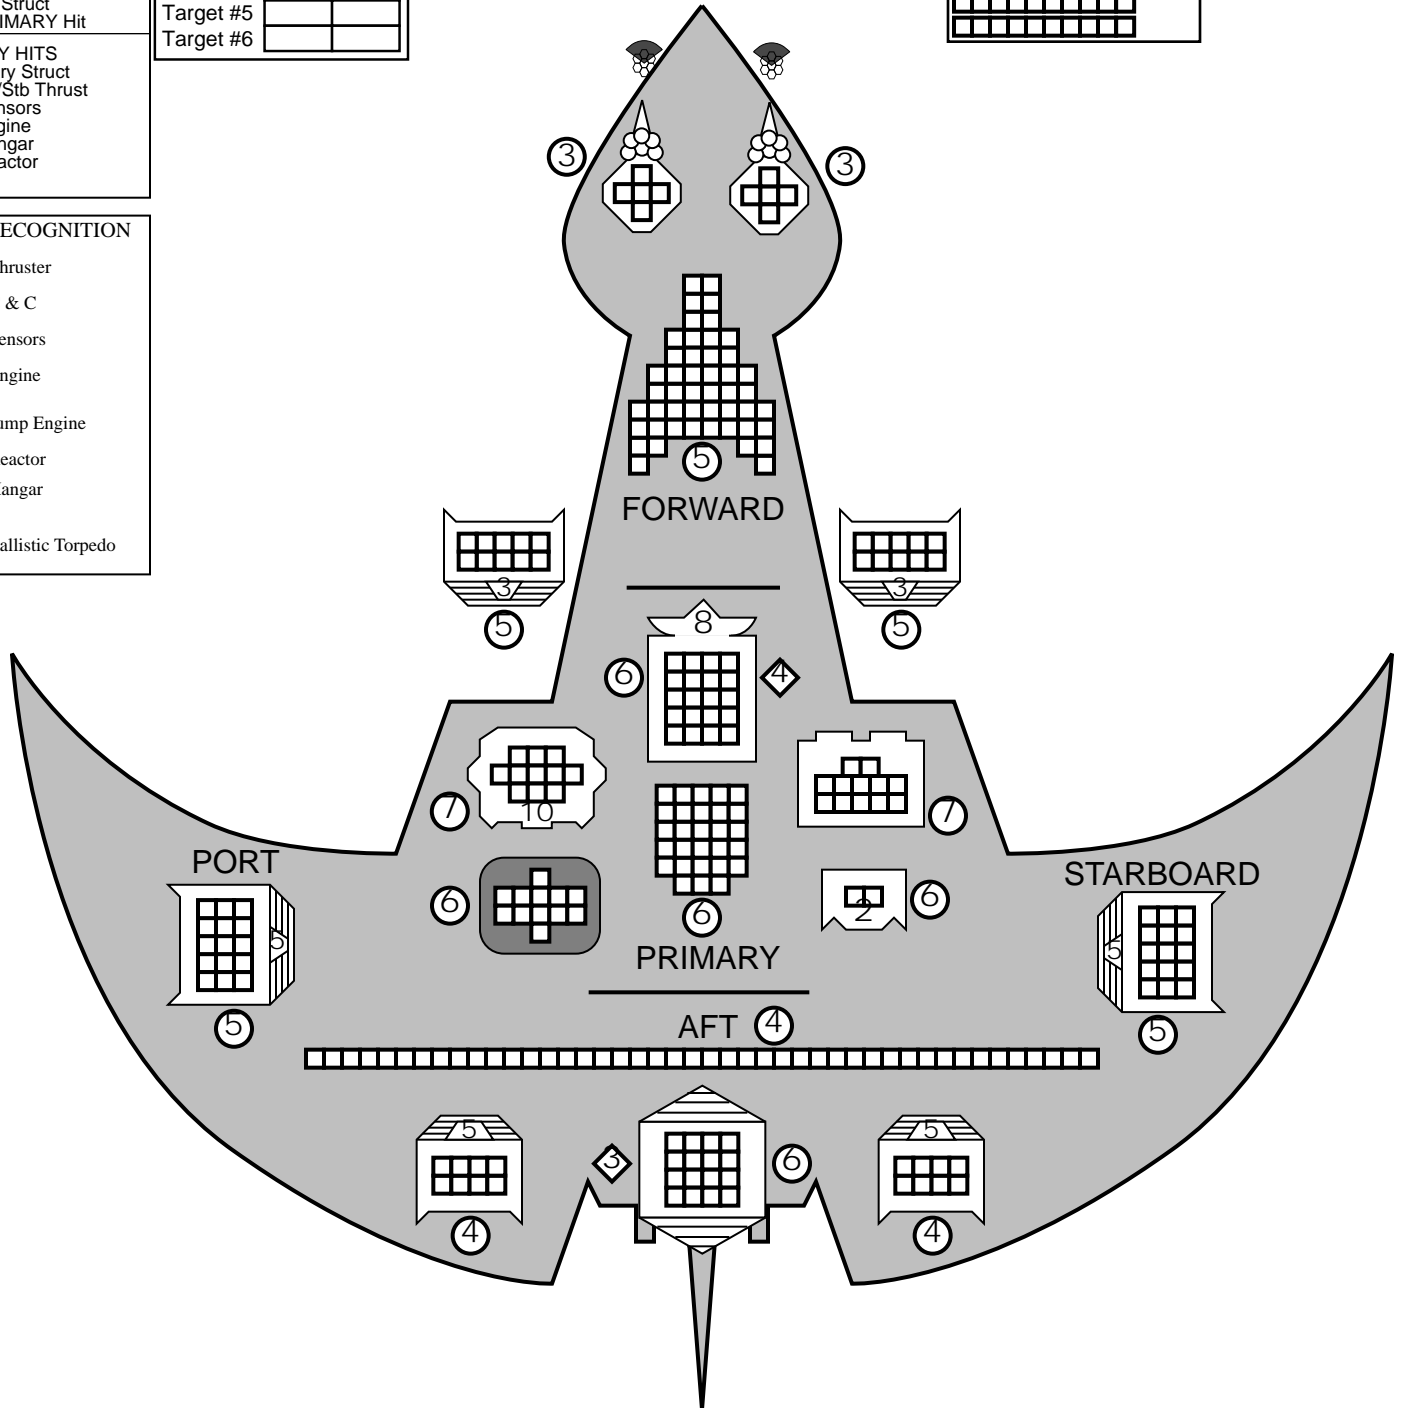 Struct
IMARY Hit
Y HITS
ry Struct
/Stb Thrust
nsors
gine
ngar
actor
ECOGNITION
hruster
& C
ensors
ngine
ump Engine
eactor
angar
allistic Torpedo
Target #5
Target #6
3
3
5
FORWARD
3
3
5
5
8
6
4
10
7
7
PORT
STARBOARD
6
2
6
6
5
5
PRIMARY
5
5
AFT 4
5
5
3
6
4
4